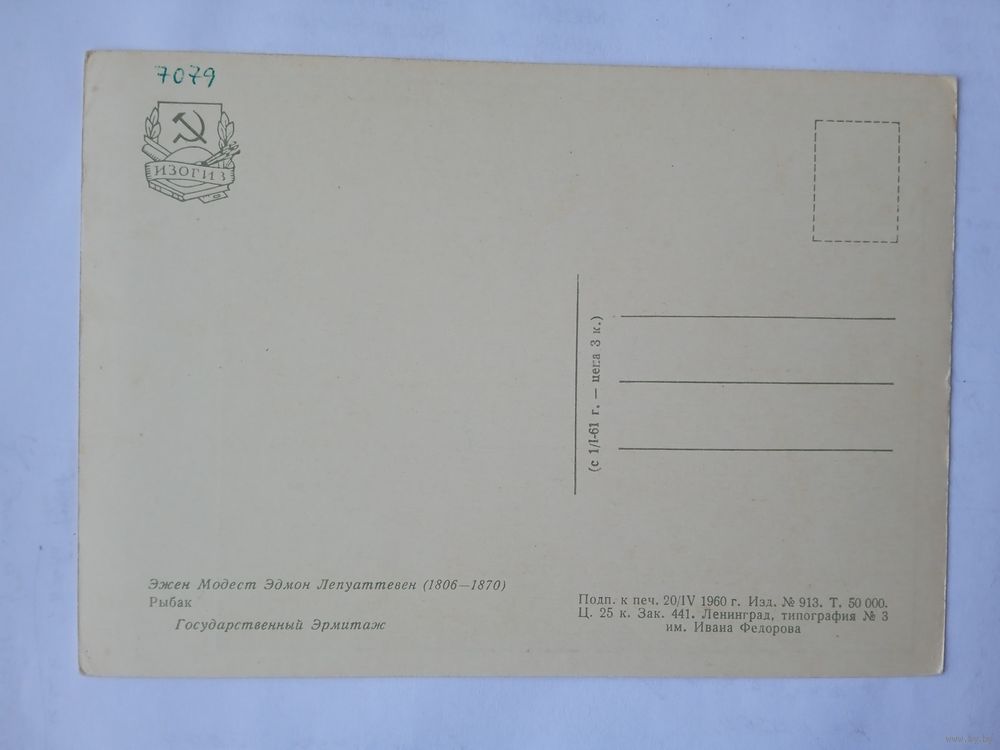 7079
ИЗОГИЗ
(с 1/I-61 г. — цена 3 к.)
Эжен Модест Эдмон Лепуаттевен (1806—1870)
Рыбак
Государственный Эрмитаж
Подп. к печ. 20/IV 1960 г. Изд. № 913. Т. 50 000.
Ц. 25 к. Зак. 441. Ленинград, типография № 3
им. Ивана Федорова